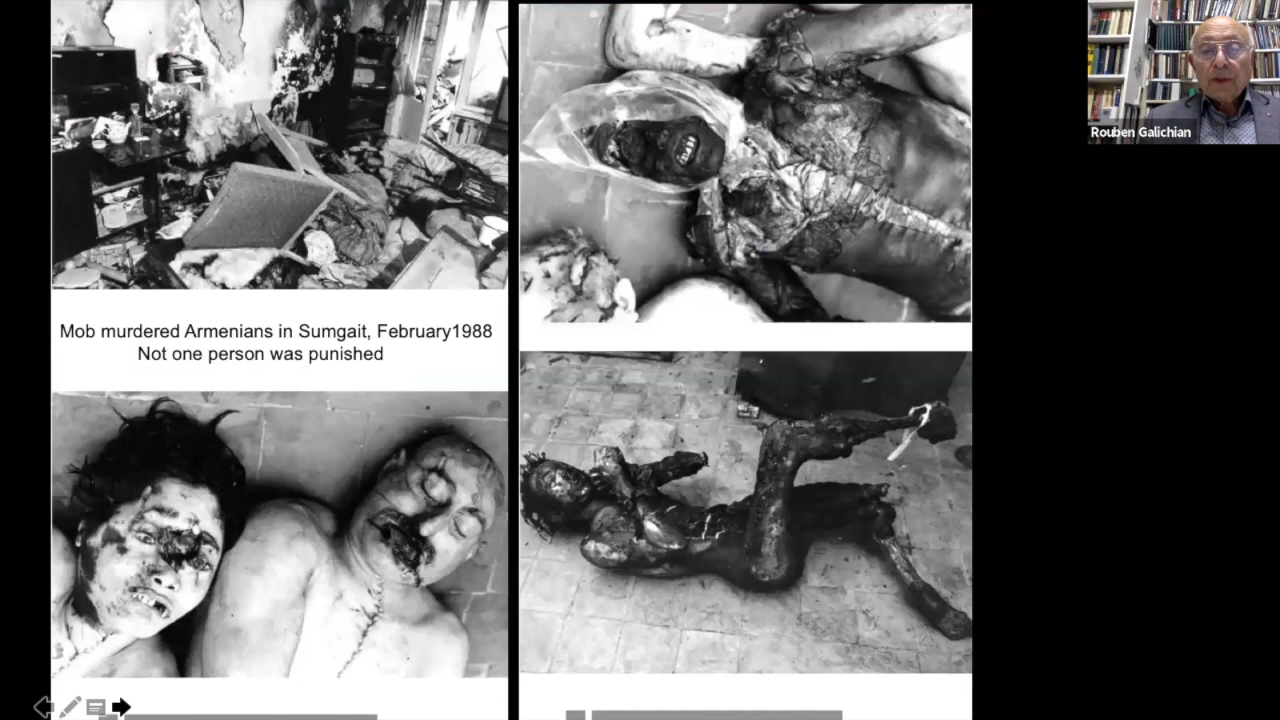 Mob murdered Armenians in Sumgait, February1988
Not one person was punished
Rouben Galichian